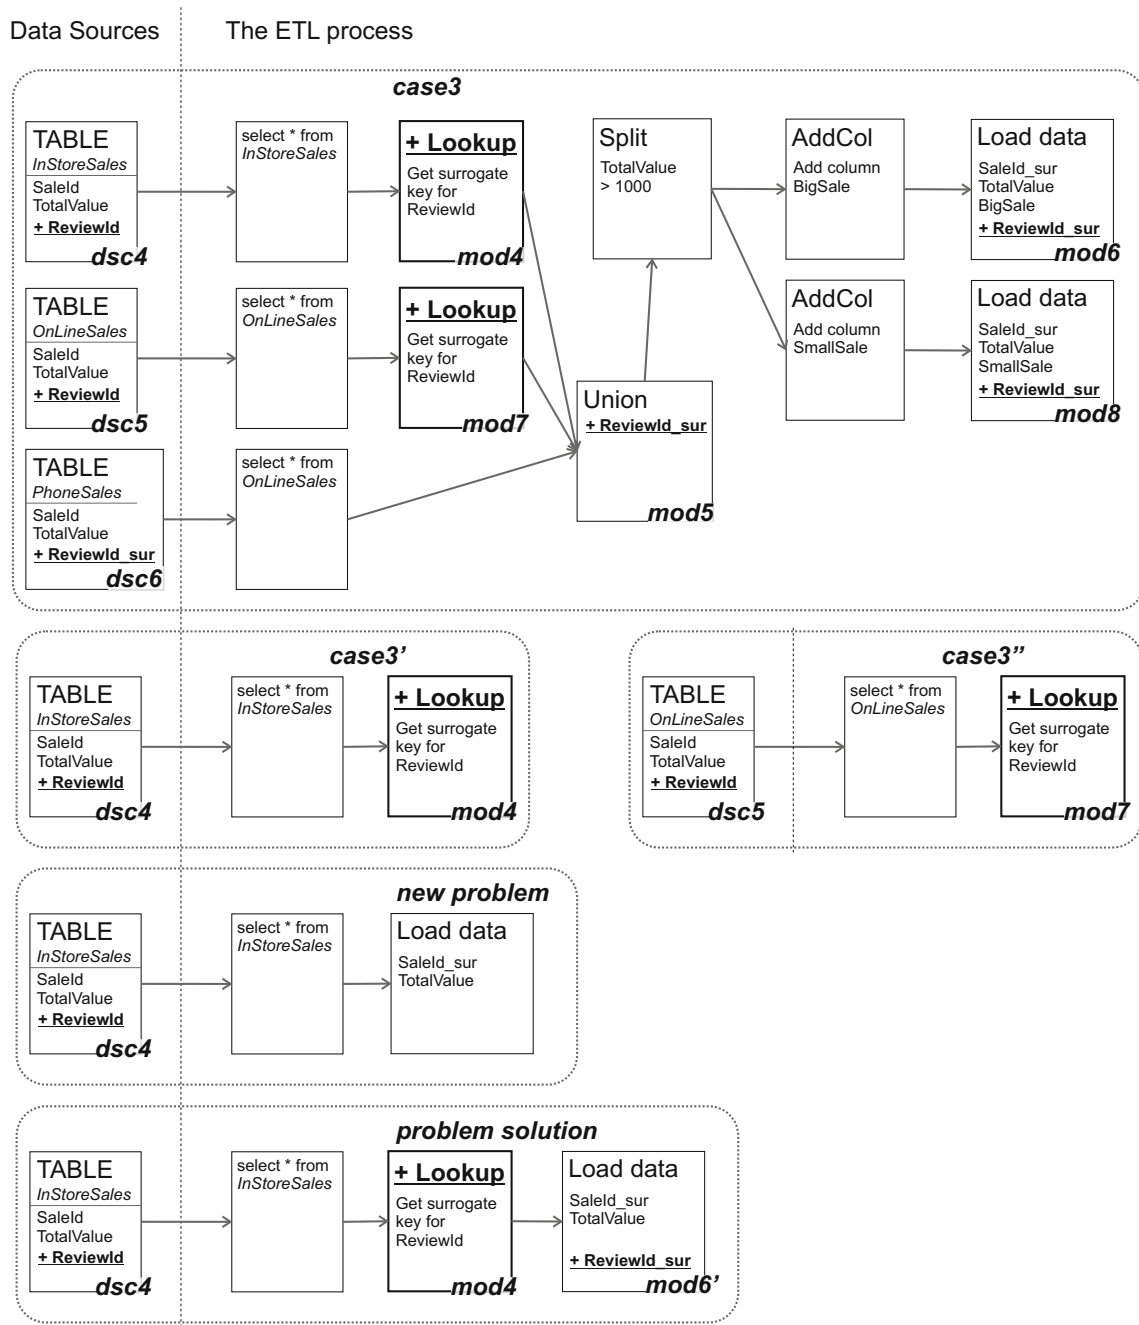 Data Sources
The ETL process
case3
TABLE
InStoreSales
SaleId
TotalValue
+ ReviewId
dsc4
select * from
InStoreSales
+ Lookup
Get surrogate
key for
ReviewId
mod4
Split
TotalValue
> 1000
AddCol
Add column
BigSale
Load data
SaleId_sur
TotalValue
BigSale
+ ReviewId_sur
mod6
TABLE
OnLineSales
SaleId
TotalValue
+ ReviewId
dsc5
select * from
OnLineSales
+ Lookup
Get surrogate
key for
ReviewId
mod7
Union
+ ReviewId_sur
mod5
AddCol
Add column
SmallSale
Load data
SaleId_sur
TotalValue
SmallSale
+ ReviewId_sur
mod8
TABLE
PhoneSales
SaleId
TotalValue
+ ReviewId_sur
dsc6
select * from
OnLineSales
case3’
TABLE
InStoreSales
SaleId
TotalValue
+ ReviewId
dsc4
select * from
InStoreSales
+ Lookup
Get surrogate
key for
ReviewId
mod4
case3’’
TABLE
OnLineSales
SaleId
TotalValue
+ ReviewId
dsc5
select * from
OnLineSales
+ Lookup
Get surrogate
key for
ReviewId
mod7
new problem
TABLE
InStoreSales
SaleId
TotalValue
+ ReviewId
dsc4
select * from
InStoreSales
Load data
SaleId_sur
TotalValue
problem solution
TABLE
InStoreSales
SaleId
TotalValue
+ ReviewId
dsc4
select * from
InStoreSales
+ Lookup
Get surrogate
key for
ReviewId
mod4
Load data
SaleId_sur
TotalValue
+ ReviewId_sur
mod6’